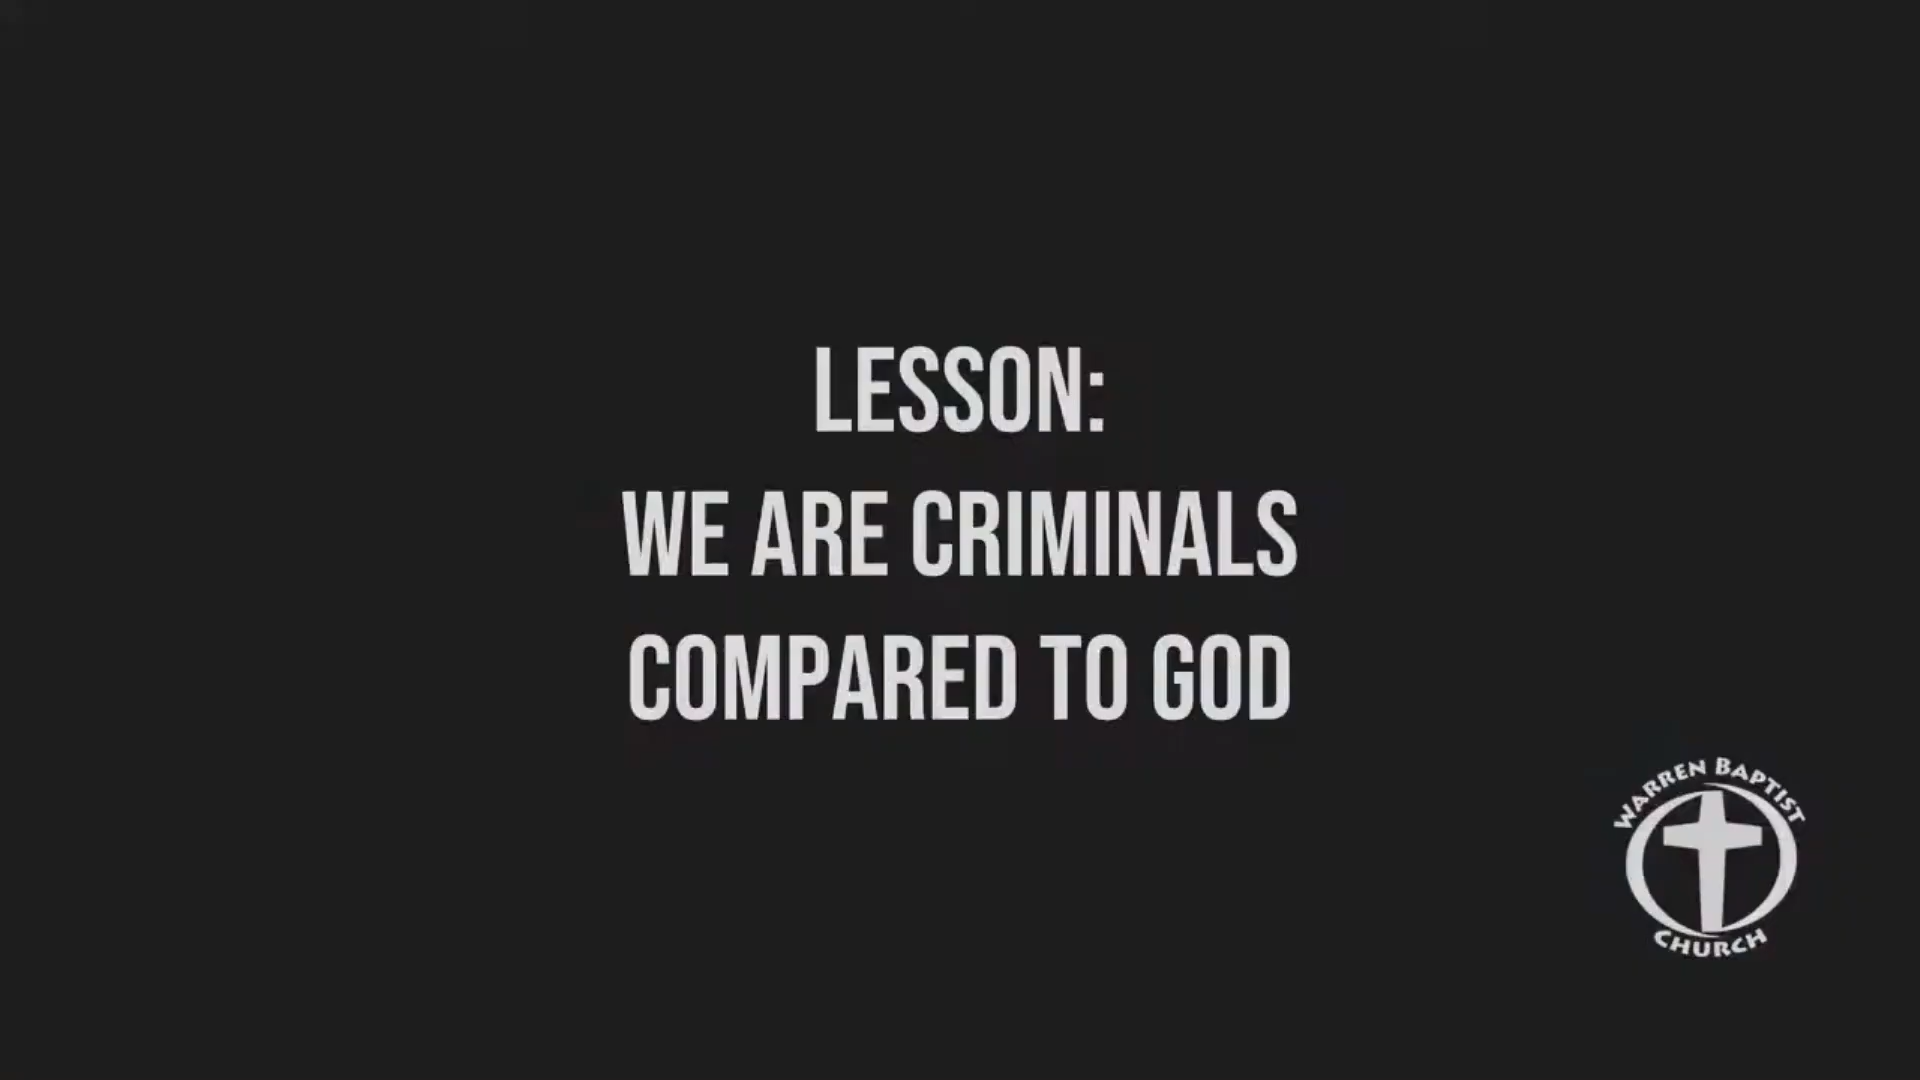 LESSON:
WE ARE CRIMINALS
COMPARED TO GOD
WARREN BAPTIST
CHURCH